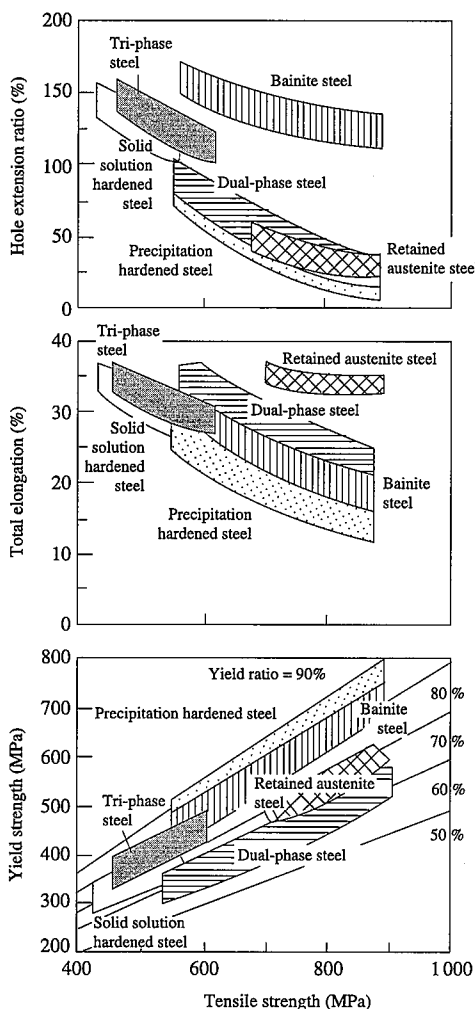 200
150
100
50
0
Hole extension ratio (%)
Tri-phase
steel
Bainite steel
Solid
solution
hardened
steel
Dual-phase steel
Precipitation
hardened steel
Retained
austenite stee
40
30
20
10
0
Total elongation (%)
Tri-phase
steel
Retained austenite steel
Dual-phase steel
Solid
solution
hardened
steel
Bainite
steel
Precipitation
hardened steel
800
700
600
500
400
300
200
Yield strength (MPa)
Yield ratio = 90%
80 %
Precipitation hardened steel
Bainite
steel
70 %
Tri-phase
steel
Retained austenite
steel
60 %
50 %
Dual-phase steel
Solid solution
hardened steel
400
600
800
1 000
Tensile strength (MPa)